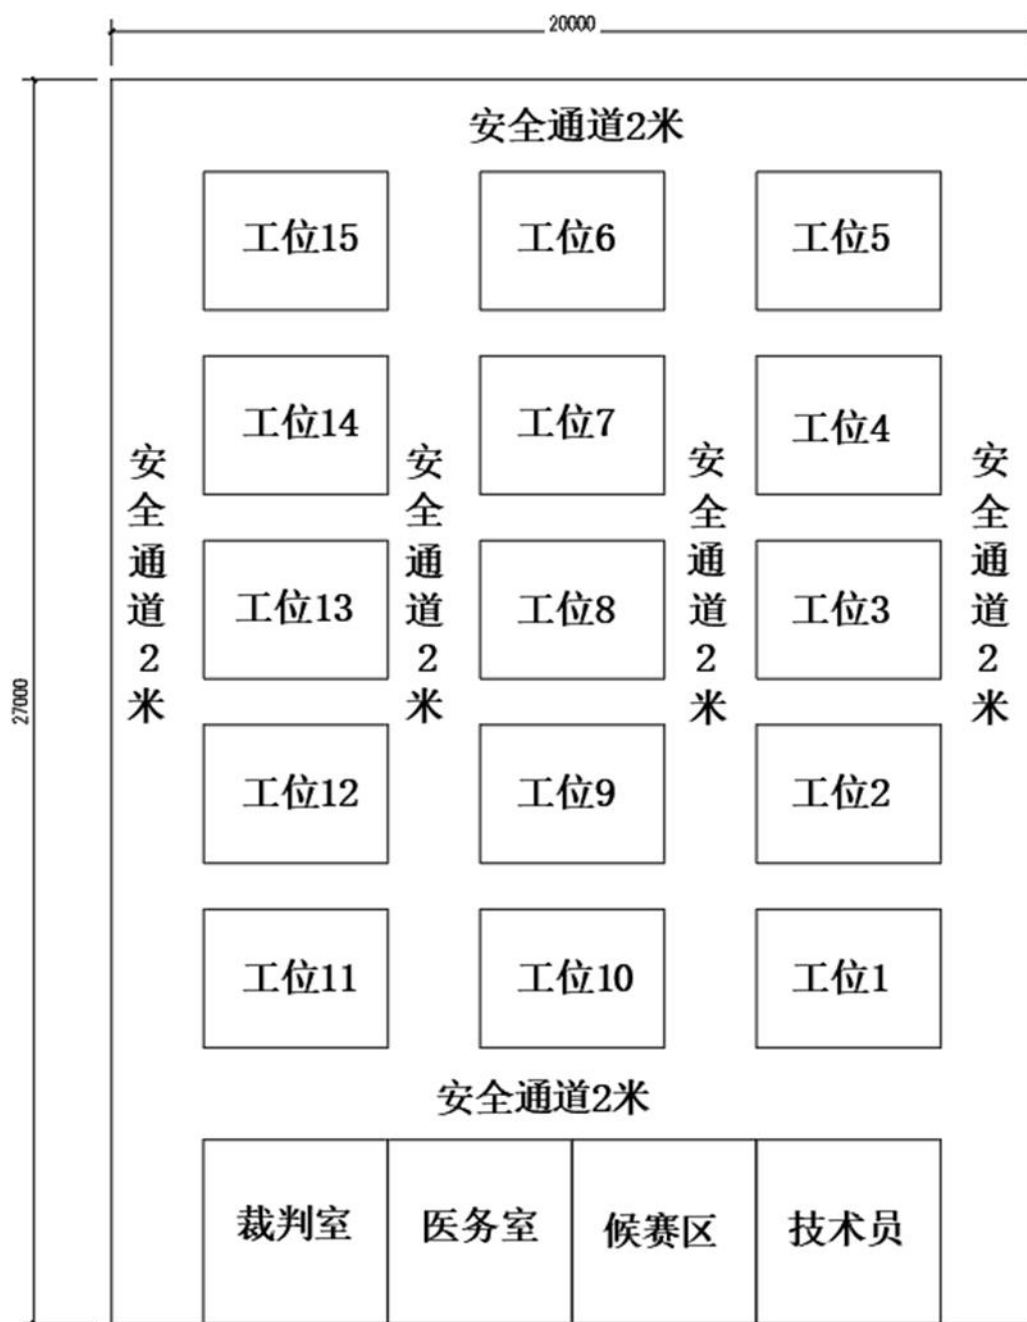 20000
安全通道2米
工位15
工位6
工位5
工位14
工位7
工位4
安全通道2米
安全通道2米
安全通道2米
安全通道2米
工位13
工位8
工位3
27000
工位12
工位9
工位2
工位11
工位10
工位1
安全通道2米
裁判室
医务室
候赛区
技术员